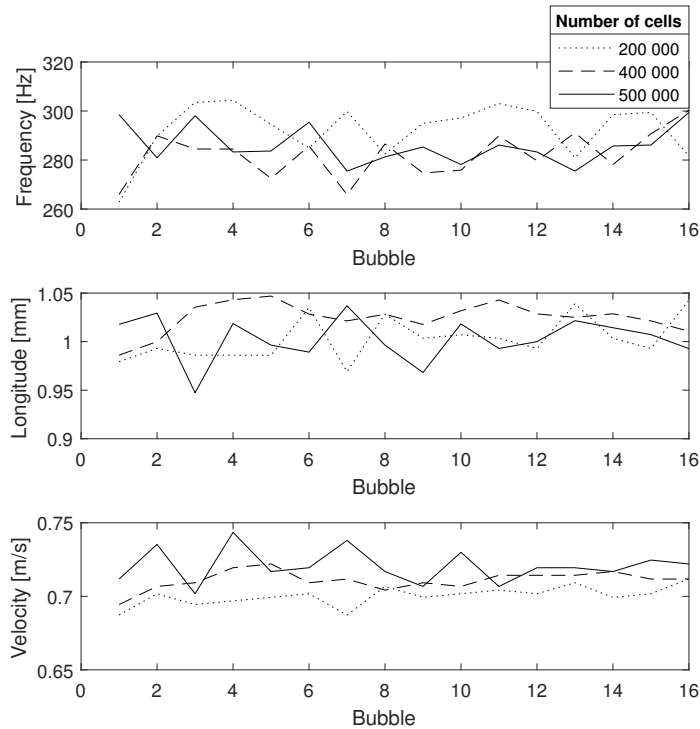 Number of cells
200 000
400 000
500 000
320
300
280
260
Frequency [Hz]
0 2 4 6 8 10 12 14 16
Bubble
1.05
1
0.95
0.9
Longitude [mm]
0 2 4 6 8 10 12 14 16
Bubble
0.75
0.7
0.65
Velocity [m/s]
0 2 4 6 8 10 12 14 16
Bubble